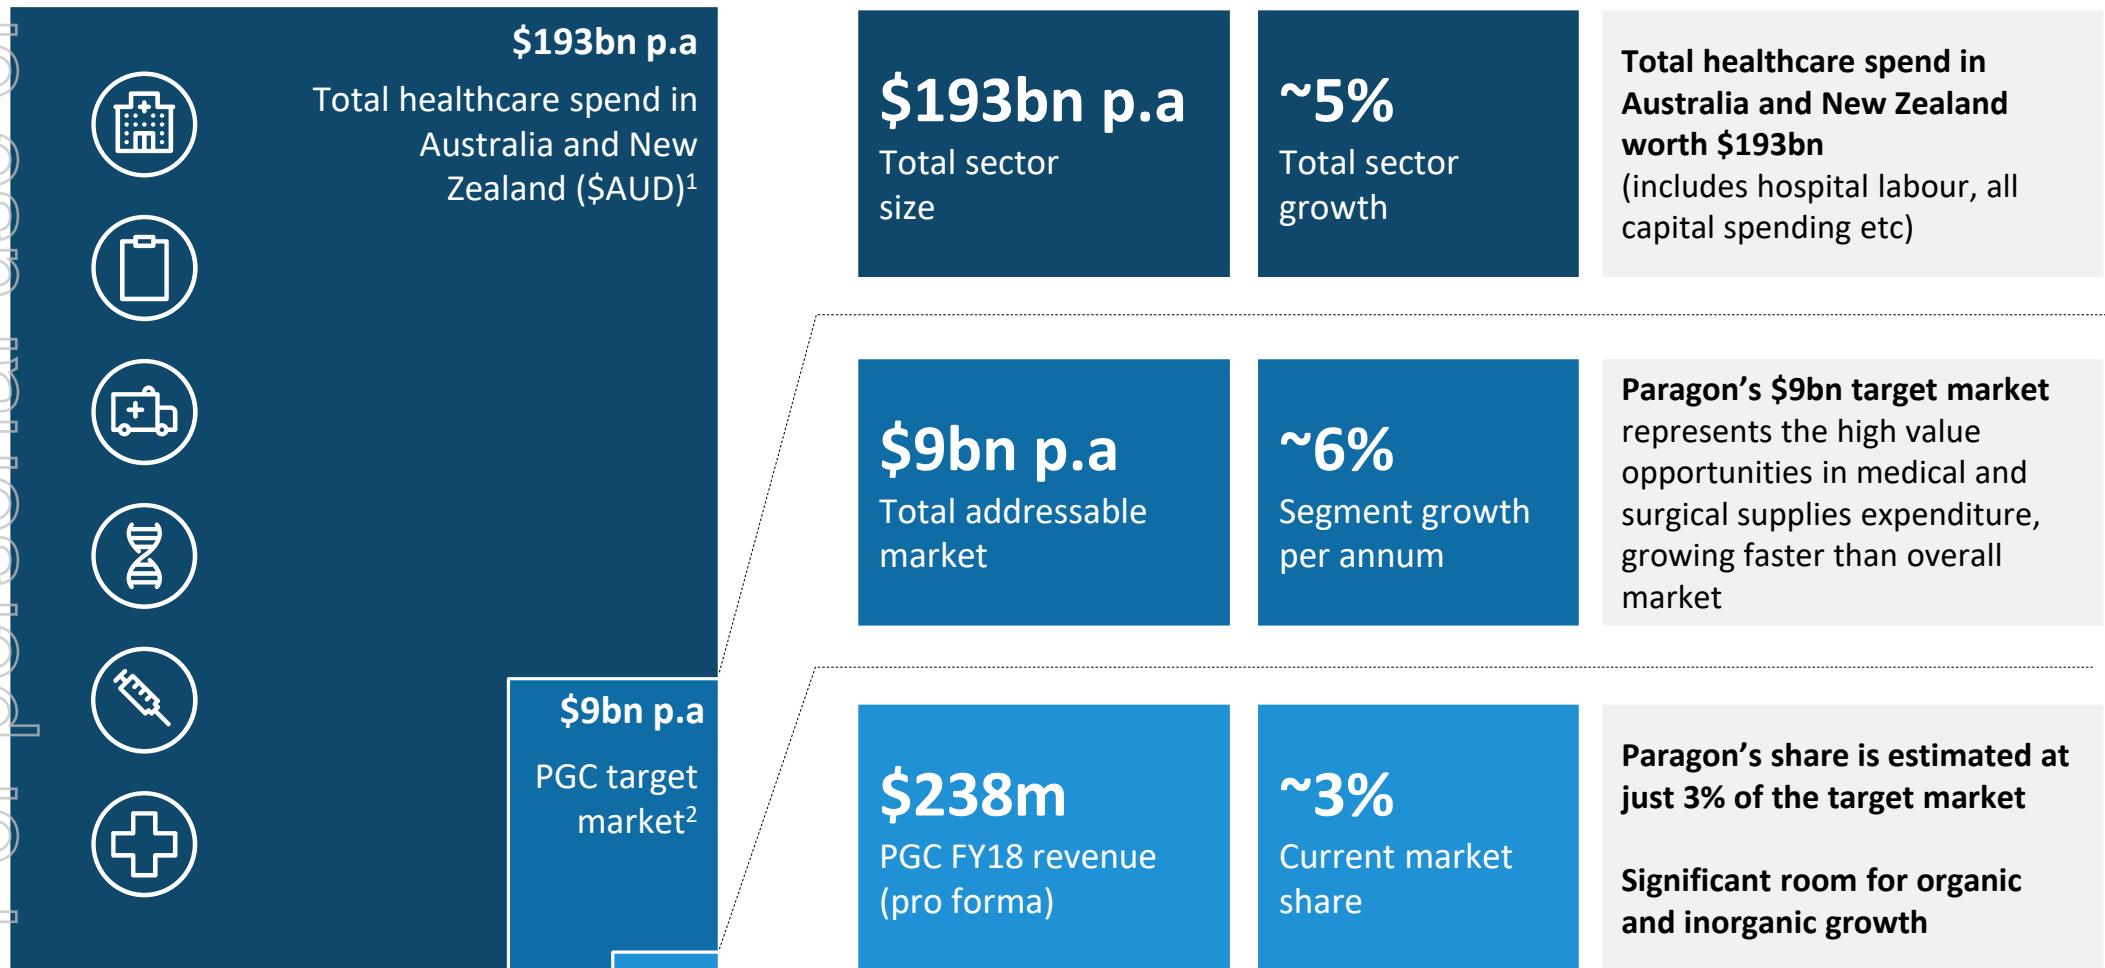 $193bn p.a
Total healthcare spend in
Australia and New
Zealand ($AUD)1
$9bn p.a
PGC target
market2
$193bn p.a
Total sector
size
~5%
Total sector
growth
Total healthcare spend in
Australia and New Zealand
worth $193bn
(includes hospital labour, all
capital spending etc)
$9bn p.a
Total addressable
market
~6%
Segment growth
per annum
Paragon’s $9bn target market
represents the high value
opportunities in medical and
surgical supplies expenditure,
growing faster than overall
market
$238m
PGC FY18 revenue
(pro forma)
~3%
Current market
share
Paragon’s share is estimated at
just 3% of the target market
Significant room for organic
and inorganic growth